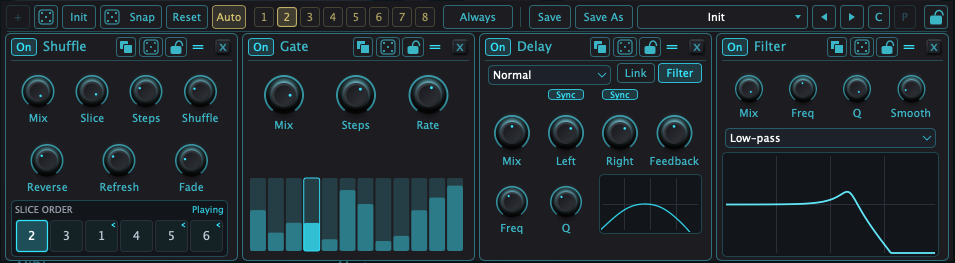 + Init Snap Reset Auto 1 2 3 4 5 6 7 8 Always Save Save As Init C P
On Shuffle X On Gate X On Delay X On Filter X
Normal Link Filter
Sync Sync
Mix Slice Steps Shuffle
Mix Steps Rate
Mix Freq Q Smooth
Low-pass
Mix Left Right Feedback
Reverse Refresh Fade
SLICE ORDER Playing
2 3 1 < 4 5 < 6 <
Freq Q